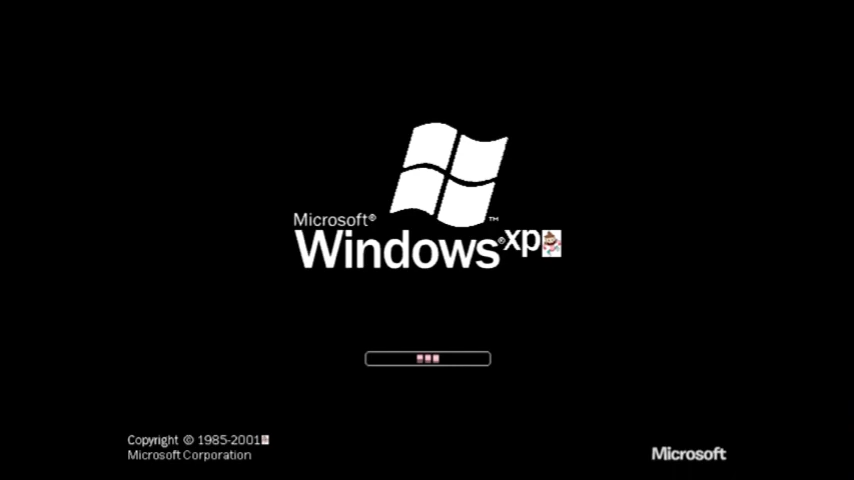 Microsoft®
Windows® xp
™
Copyright © 1985-2001
Microsoft Corporation
Microsoft